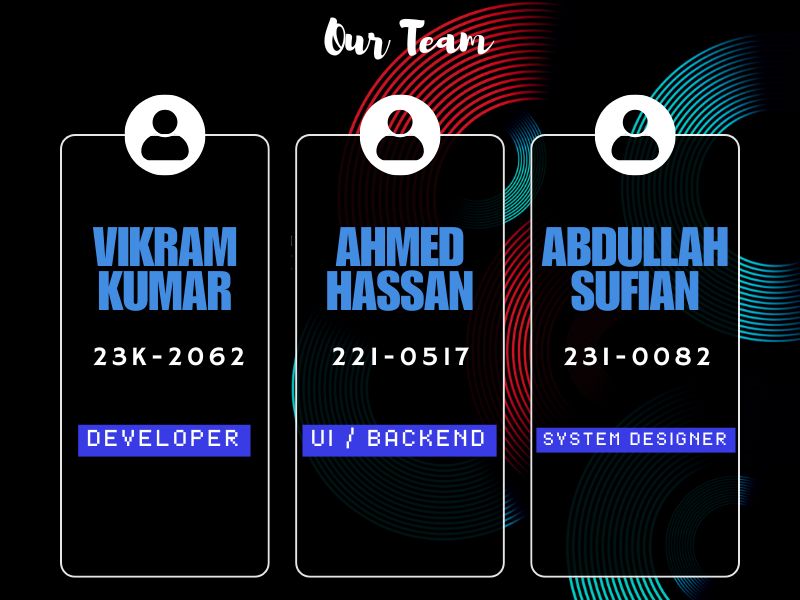 Our Team
VIKRAM
KUMAR
23K-2062
DEVELOPER
AHMED
HASSAN
22I-0517
UI / BACKEND
ABDULLAH
SUFIAN
23I-0082
SYSTEM DESIGNER